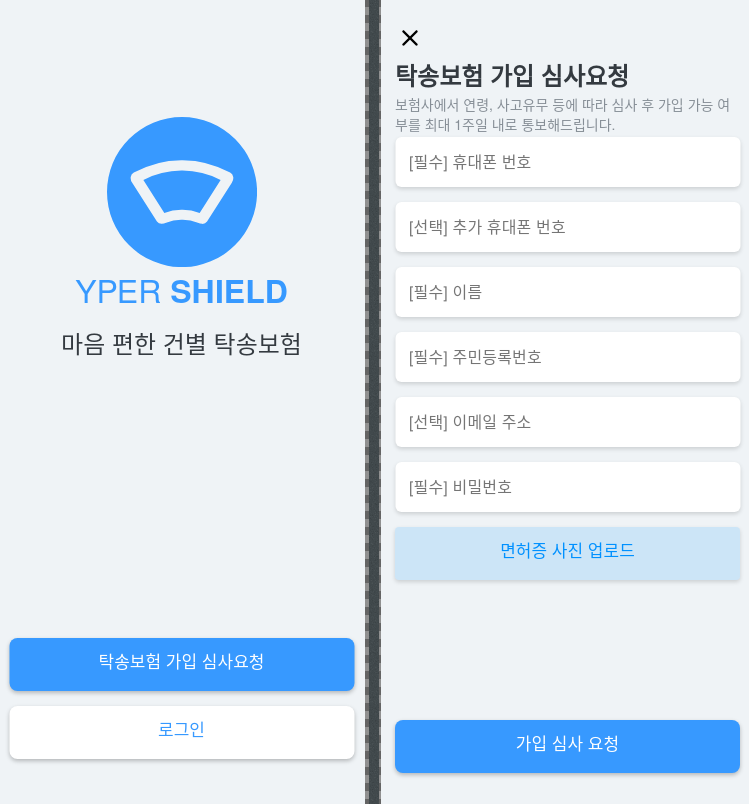 YPER SHIELD
마음 편한 건별 탁송보험
탁송보험 가입 심사요청
로그인
탁송보험 가입 심사요청
보험사에서 연령, 사고유무 등에 따라 심사 후 가입 가능 여
부를 최대 1주일 내로 통보해드립니다.
[필수] 휴대폰 번호
[선택] 추가 휴대폰 번호
[필수] 이름
[필수] 주민등록번호
[선택] 이메일 주소
[필수] 비밀번호
면허증 사진 업로드
가입 심사 요청